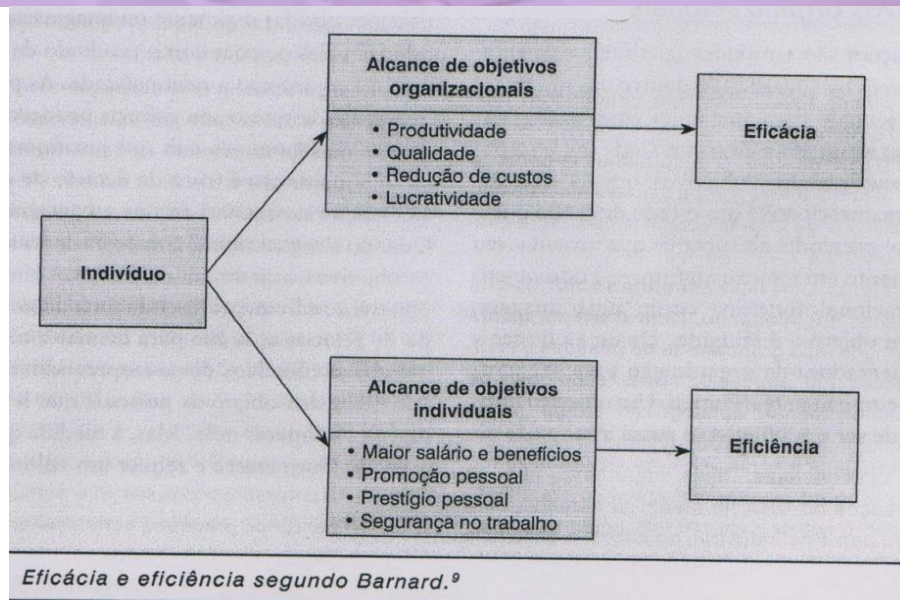 Alcance de objetivos
organizacionais
• Produtividade
• Qualidade
• Redução de custos
• Lucratividade
Eficácia
Indivíduo
Alcance de objetivos
individuais
• Maior salário e benefícios
• Promoção pessoal
• Prestígio pessoal
• Segurança no trabalho
Eficiência
Eficácia e eficiência segundo Barnard.⁹